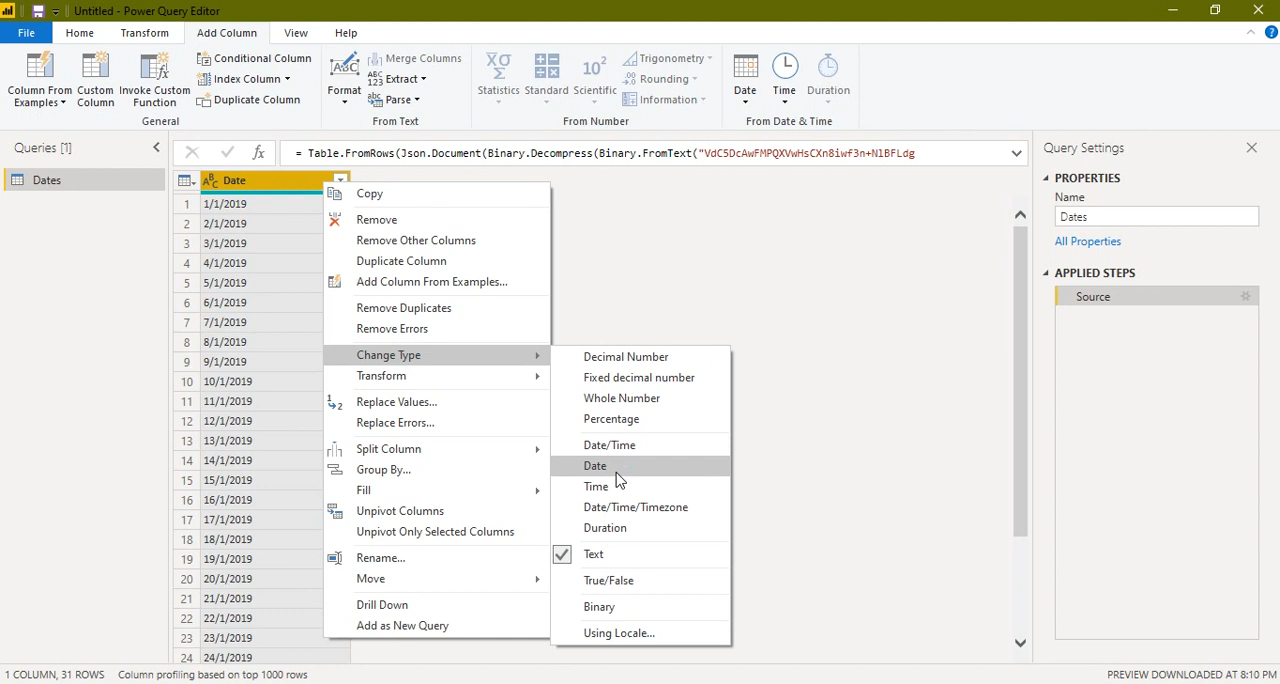 Untitled - Power Query Editor
File Home Transform Add Column View Help
Column From Examples
Custom Column
Invoke Custom Function
Conditional Column
Index Column
Duplicate Column
General
Format
Merge Columns
Extract
Parse
From Text
Statistics
Standard
Scientific
Trigonometry
Rounding
Information
From Number
Date
Time
Duration
From Date & Time
Queries [1]
Dates
= Table.FromRows(Json.Document(Binary.Decompress(Binary.FromText("VdC5DcAwFMPQXVwHsCXn8iwf3n+NlBFLdg
Date
1 1/1/2019
2 2/1/2019
3 3/1/2019
4 4/1/2019
5 5/1/2019
6 6/1/2019
7 7/1/2019
8 8/1/2019
9 9/1/2019
10 10/1/2019
11 11/1/2019
12 12/1/2019
13 13/1/2019
14 14/1/2019
15 15/1/2019
16 16/1/2019
17 17/1/2019
18 18/1/2019
19 19/1/2019
20 20/1/2019
21 21/1/2019
22 22/1/2019
23 23/1/2019
24 24/1/2019
Copy
Remove
Remove Other Columns
Duplicate Column
Add Column From Examples...
Remove Duplicates
Remove Errors
Change Type
Transform
Replace Values...
Replace Errors...
Split Column
Group By...
Fill
Unpivot Columns
Unpivot Only Selected Columns
Rename...
Move
Drill Down
Add as New Query
Decimal Number
Fixed decimal number
Whole Number
Percentage
Date/Time
Date
Time
Date/Time/Timezone
Duration
Text
True/False
Binary
Using Locale...
Query Settings
PROPERTIES
Name
Dates
All Properties
APPLIED STEPS
Source
1 COLUMN, 31 ROWS Column profiling based on top 1000 rows
PREVIEW DOWNLOADED AT 8:10 PM